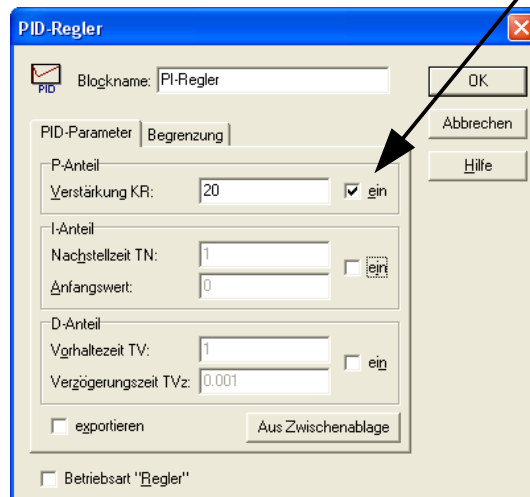 PID-Regler
PID
Blockname: PI-Regler
OK
PID-Parameter Begrenzung
Abbrechen
P-Anteil
Hilfe
Verstärkung KR: 20 ein
I-Anteil
Nachstellzeit TN: 1
ein
Anfangswert: 0
D-Anteil
Vorhaltezeit TV: 1
ein
Verzögerungszeit TVz: 0.001
exportieren Aus Zwischenablage
Betriebsart "Regler"